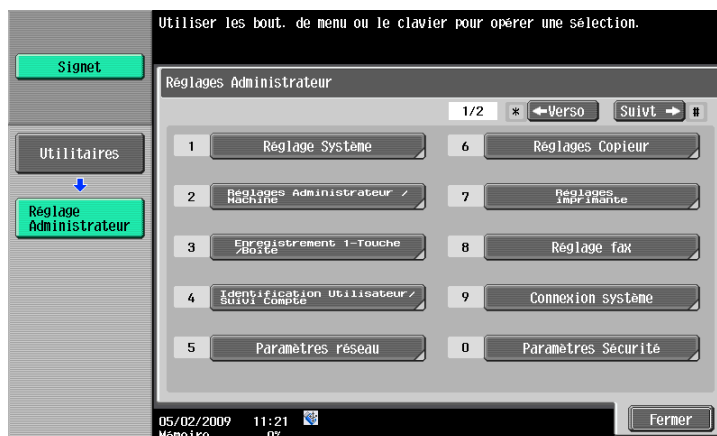 Utiliser les bout. de menu ou le clavier pour opérer une sélection.
Signet
Réglages Administrateur
1/2 * ←Verso Suivt → #
Utilitaires
Réglage
Administrateur
1 Réglage Système
2 Réglages Administrateur /
Machine
3 Enregistrement 1-Touche
/Boîte
4 Identification Utilisateur/
Suivi Compte
5 Paramètres réseau
6 Réglages Copieur
7 Réglages
imprimante
8 Réglage fax
9 Connexion système
0 Paramètres Sécurité
05/02/2009 11:21
Mémoire 0%
Fermer